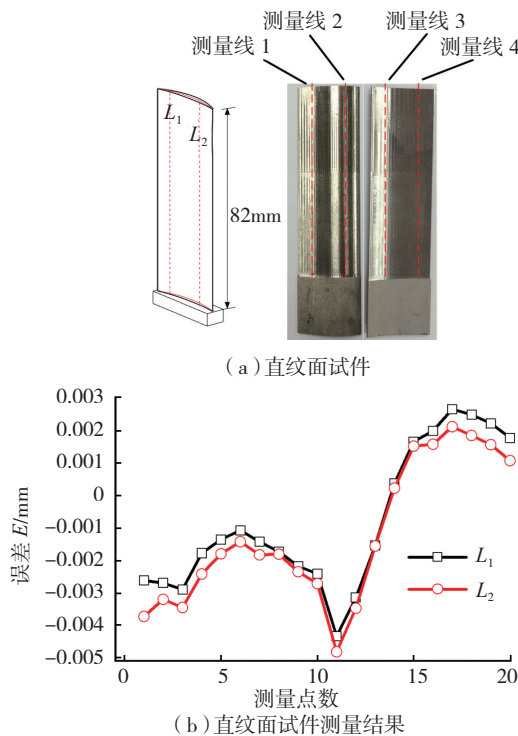 测量线 1
测量线 2
测量线 3
测量线 4
L1
L2
82mm
(a)直纹面试件
0.003
0.002
0.001
0
-0.001
-0.002
-0.003
-0.004
-0.005
误差 E/mm
L1
L2
0 5 10 15 20
测量点数
(b)直纹面试件测量结果